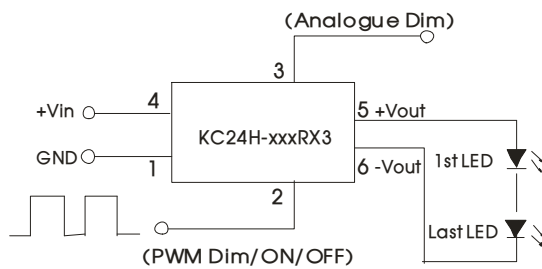 (Analogue Dim)
3
+Vin
4
5 +Vout
KC24H-xxxRX3
GND
1
6 -Vout
1st LED
2
Last LED
(PWM Dim/ON/OFF)